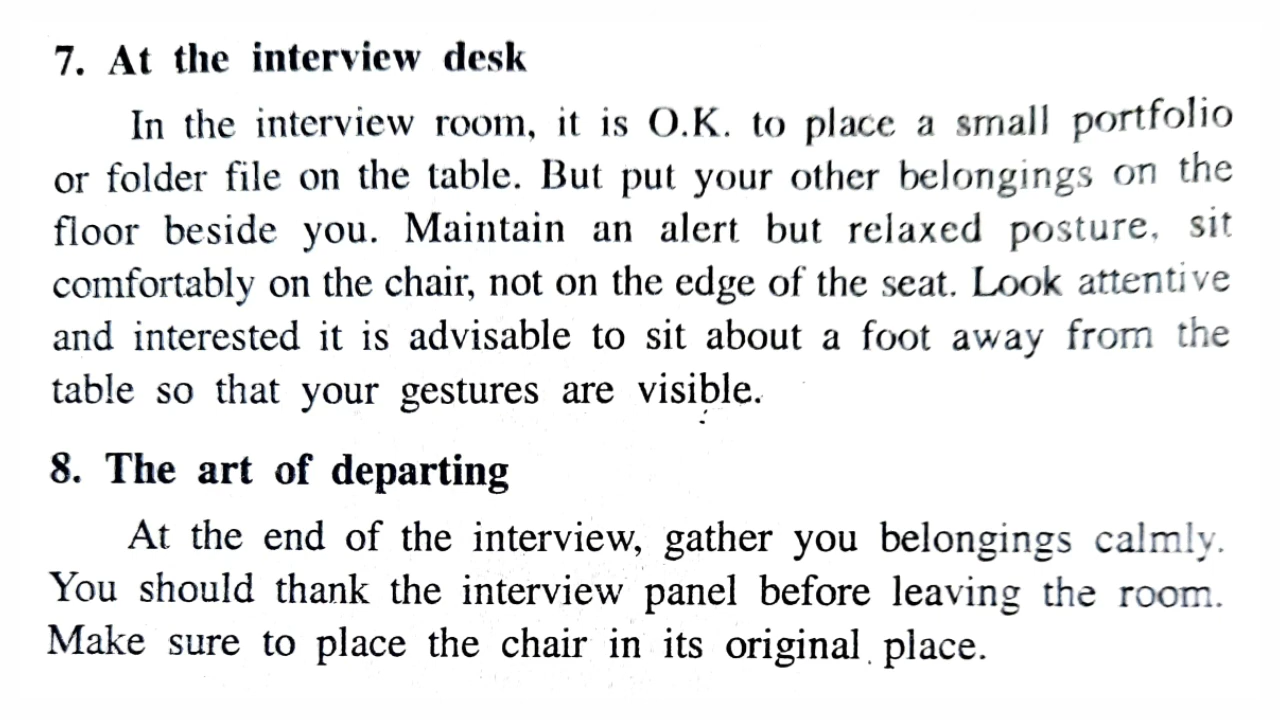 7. At the interview desk
In the interview room, it is O.K. to place a small portfolio
or folder file on the table. But put your other belongings on the
floor beside you. Maintain an alert but relaxed posture, sit
comfortably on the chair, not on the edge of the seat. Look attentive
and interested it is advisable to sit about a foot away from the
table so that your gestures are visible.
8. The art of departing
At the end of the interview, gather you belongings calmly.
You should thank the interview panel before leaving the room.
Make sure to place the chair in its original place.